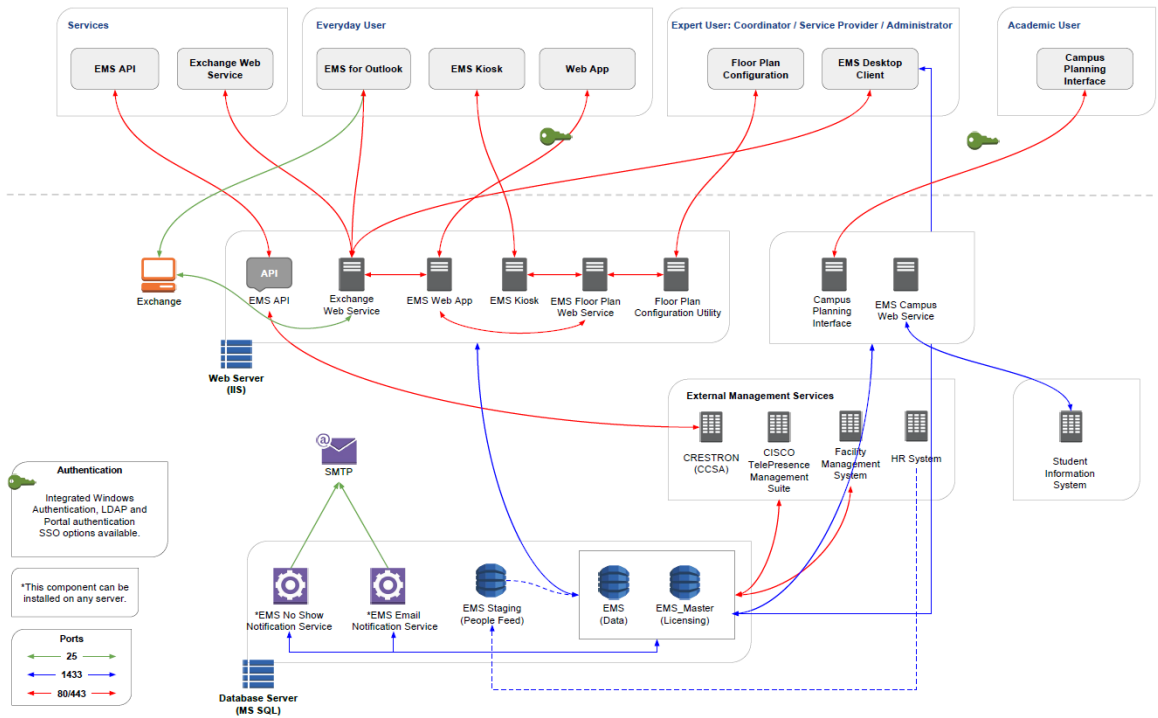 Services
Everyday User
Expert User: Coordinator / Service Provider / Administrator
Academic User
EMS API
Exchange Web
Service
EMS for Outlook
EMS Kiosk
Web App
Floor Plan
Configuration
EMS Desktop
Client
Campus
Planning
Interface
Exchange
API
EMS API
Exchange
Web Service
EMS Web App
EMS Kiosk
EMS Floor Plan
Web Service
Floor Plan
Configuration Utility
Campus
Planning
Interface
EMS Campus
Web Service
Web Server
(IIS)
External Management Services
CRESTRON
(CCSA)
CISCO
TelePresence
Management
Suite
Facility
Management
System
HR System
Student
Information
System
@
SMTP
Authentication
Integrated Windows
Authentication, LDAP and
Portal authentication
SSO options available.
*This component can be
installed on any server.
Ports
25
1433
80/443
*EMS No Show
Notification Service
*EMS Email
Notification Service
EMS Staging
(People Feed)
EMS
(Data)
EMS_Master
(Licensing)
Database Server
(MS SQL)